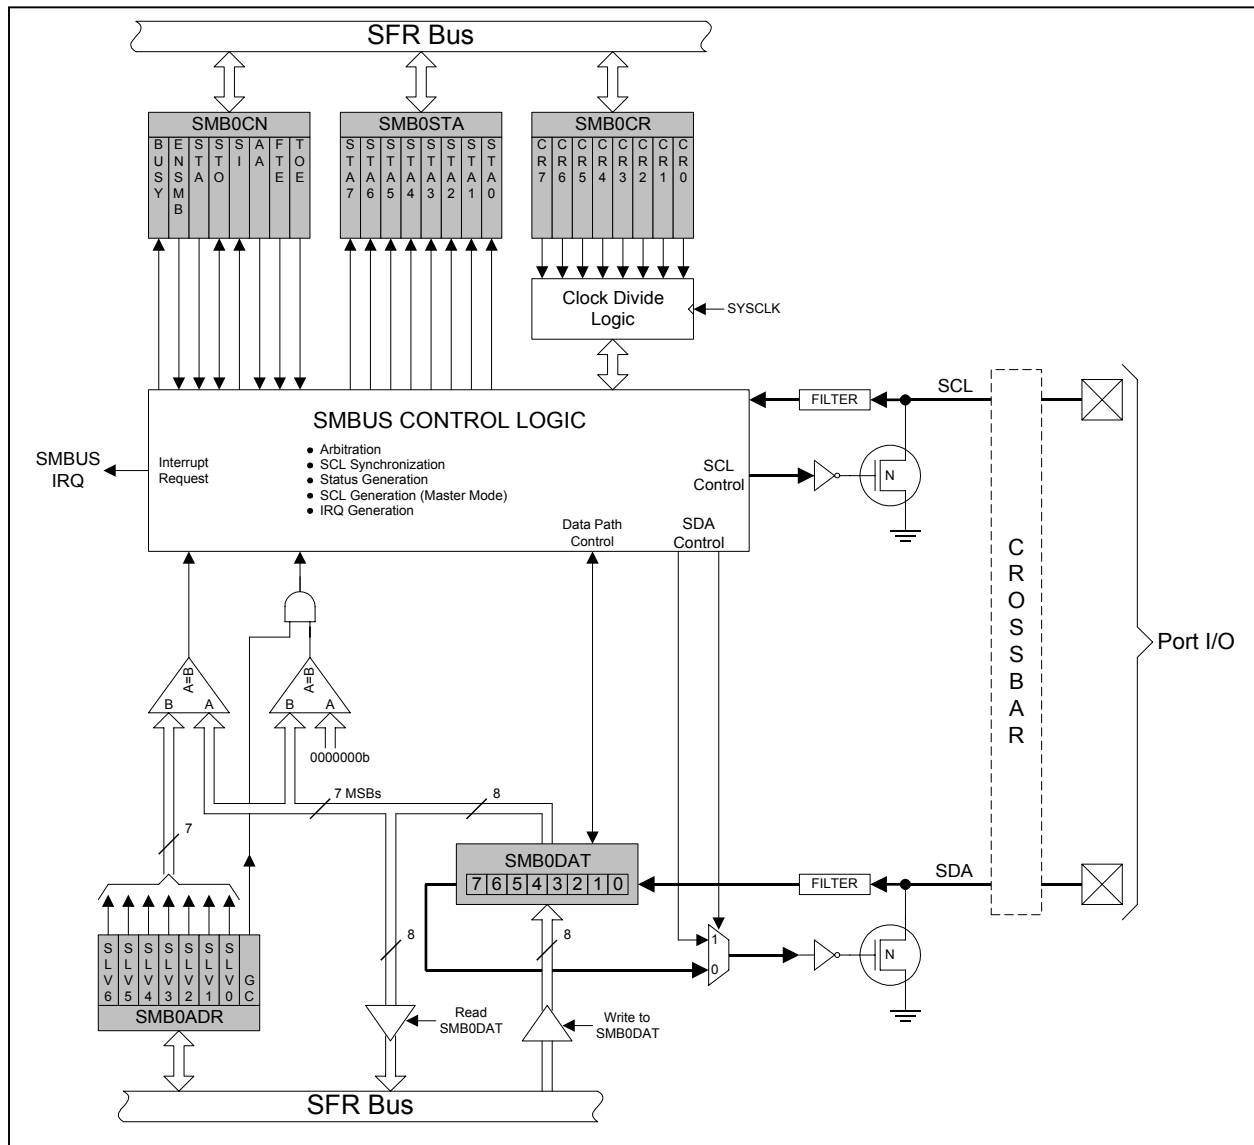 SFR Bus
SMB0CN
SMB0STA
SMB0CR
BUSY
ENSMB
STA
STO
SI
AA
FTE
TOE
STA7
STA6
STA5
STA4
STA3
STA2
STA1
STA0
CR7
CR6
CR5
CR4
CR3
CR2
CR1
CR0
Clock Divide
Logic
SYSCLK
SCL
FILTER
SMBUS CONTROL LOGIC
Arbitration
SCL Synchronization
Status Generation
SCL Generation (Master Mode)
IRQ Generation
SMBUS
IRQ
Interrupt
Request
SCL
Control
N
Data Path
Control
SDA
Control
CROSSBAR
Port I/O
A=B
B
A
A=B
B
A
0000000b
7 MSBs
8
7
SMB0DAT
7 6 5 4 3 2 1 0
FILTER
SDA
8
8
1
0
N
SLV6
SLV5
SLV4
SLV3
SLV2
SLV1
SLV0
GC
SMB0ADR
Read
SMB0DAT
Write to
SMB0DAT
SFR Bus